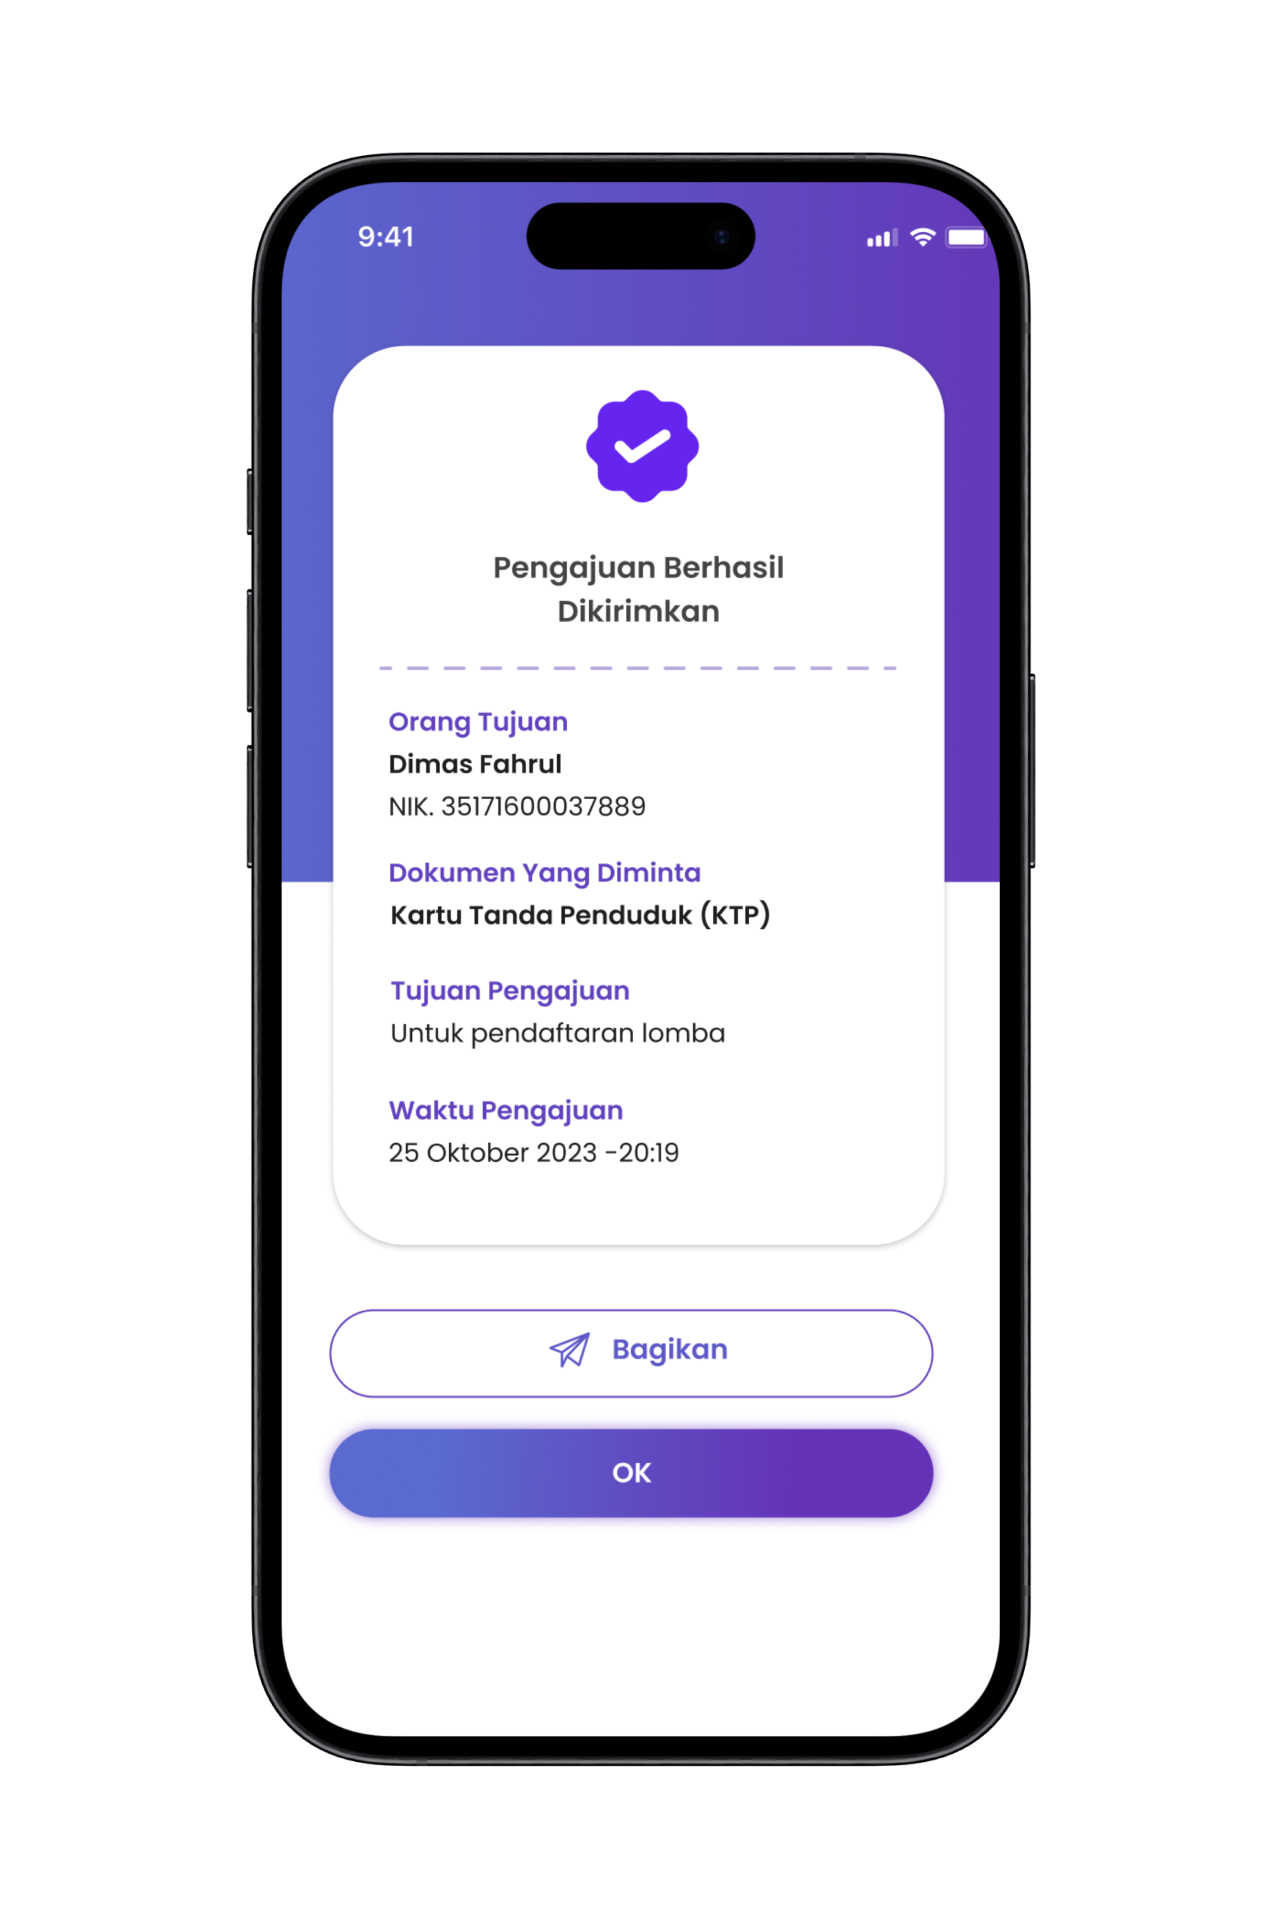 9:41
Pengajuan Berhasil
Dikirimkan
Orang Tujuan
Dimas Fahrul
NIK. 35171600037889
Dokumen Yang Diminta
Kartu Tanda Penduduk (KTP)
Tujuan Pengajuan
Untuk pendaftaran lomba
Waktu Pengajuan
25 Oktober 2023 -20:19
Bagikan
OK